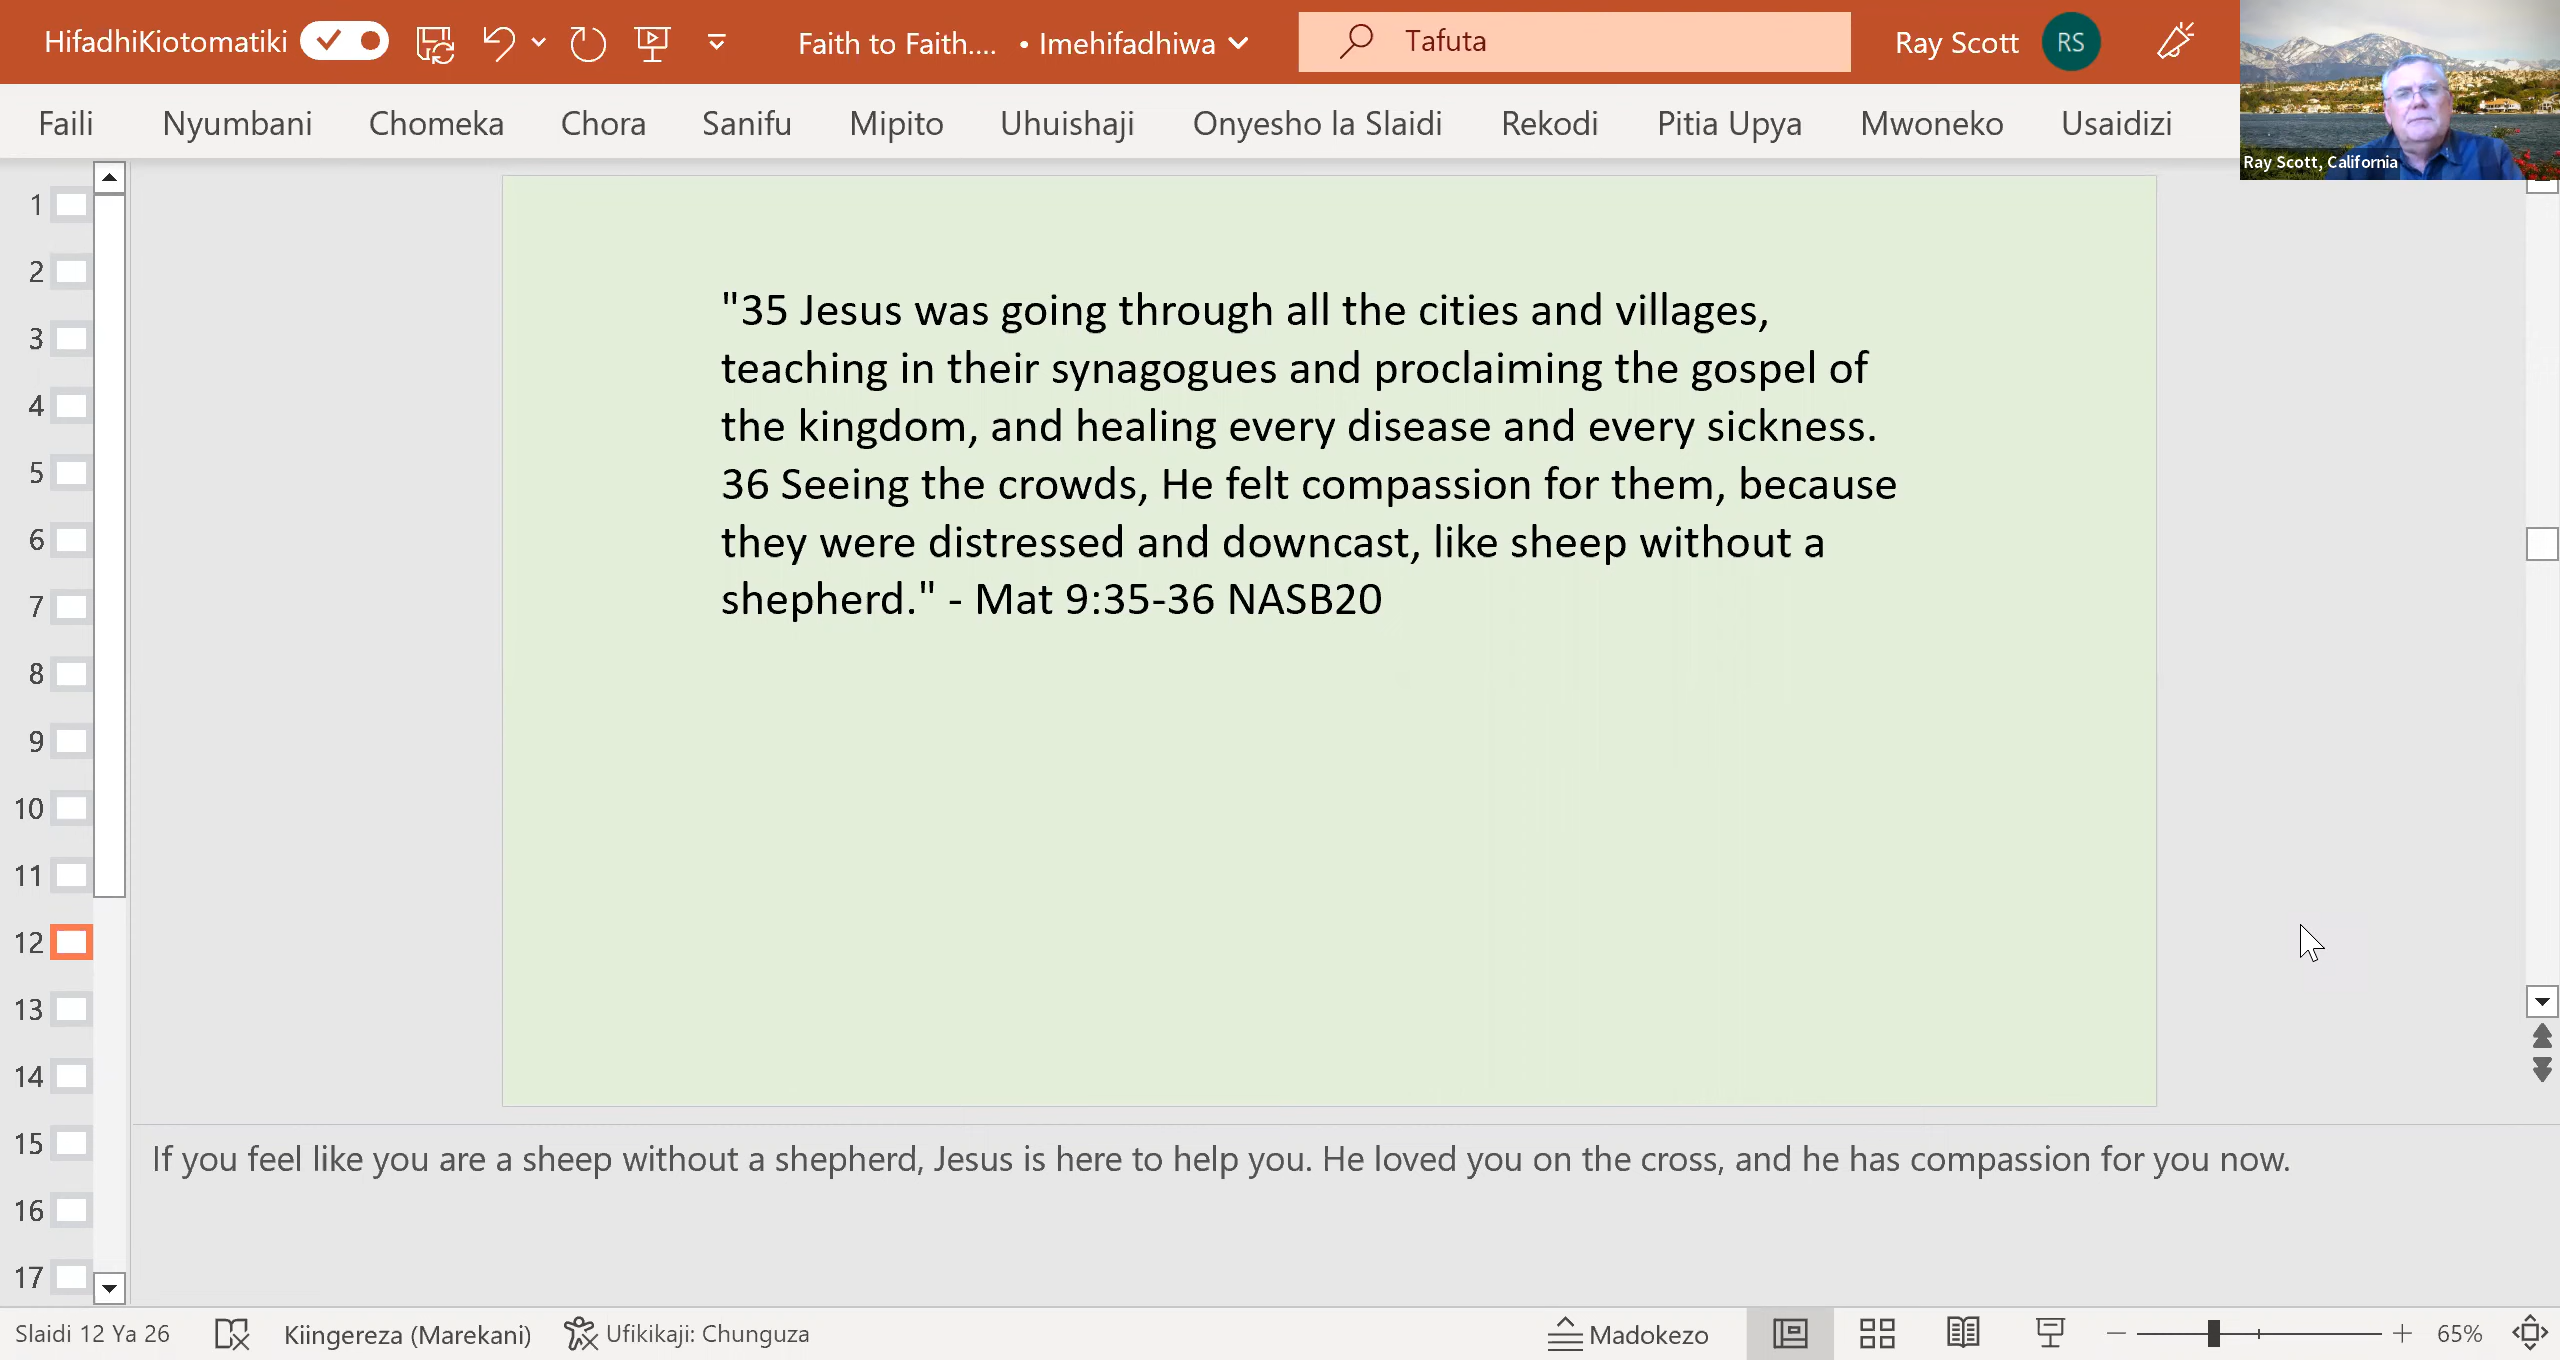 HifadhiKiotomatiki
Faith to Faith.... • Imehifadhiwa
Tafuta
Ray Scott
RS
Faili
Nyumbani
Chomeka
Chora
Sanifu
Mipito
Uhuishaji
Onyesho la Slaidi
Rekodi
Pitia Upya
Mwoneko
Usaidizi
Ray Scott, California
1
2
3
4
5
6
7
8
9
10
11
12
13
14
15
16
17
"35 Jesus was going through all the cities and villages,
teaching in their synagogues and proclaiming the gospel of
the kingdom, and healing every disease and every sickness.
36 Seeing the crowds, He felt compassion for them, because
they were distressed and downcast, like sheep without a
shepherd." - Mat 9:35-36 NASB20
If you feel like you are a sheep without a shepherd, Jesus is here to help you. He loved you on the cross, and he has compassion for you now.
Slaidi 12 Ya 26
Kiingereza (Marekani)
Ufikikaji: Chunguza
Madokezo
65%